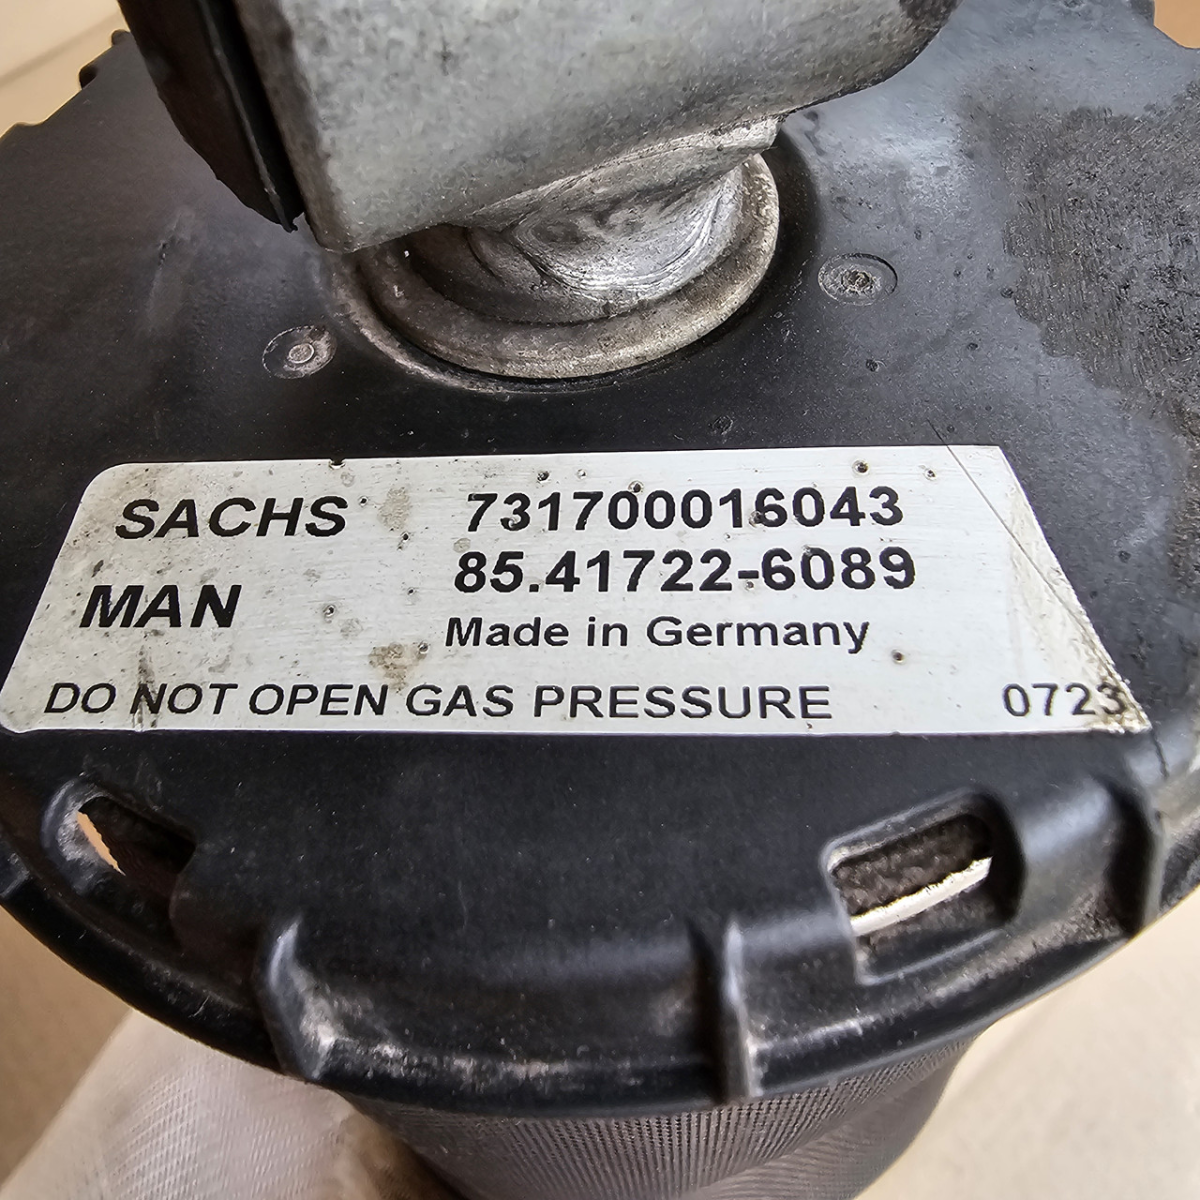 SACHS 731700016043
MAN 85.41722-6089
Made in Germany
DO NOT OPEN GAS PRESSURE 0723